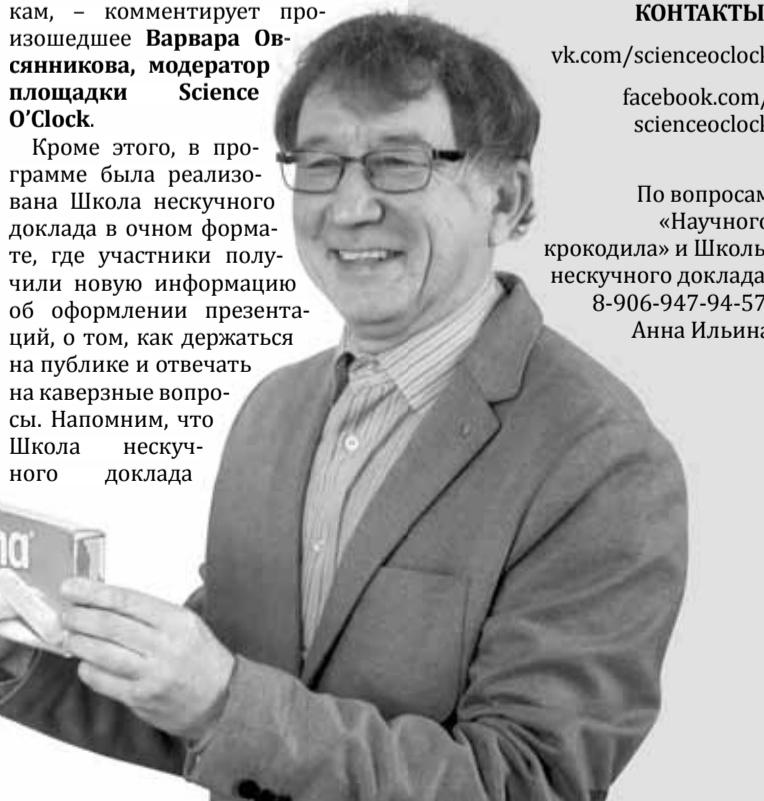 кам, – комментирует про-
изошедшее Варвара Ов-
сянникова, модератор
площадки Science
O’Clock.
Кроме этого, в про-
грамме была реализо-
вана Школа нескучного
доклада в очном форма-
те, где участники полу-
чили новую информацию
об оформлении презента-
ций, о том, как держаться
на публике и отвечать
на каверзные вопро-
сы. Напомним, что
Школа нескуч-
ного доклада
КОНТАКТЫ
vk.com/scienceoclock
facebook.com/
scienceoclock
По вопросам
«Научного
крокодила» и Школы
нескучного доклада
8-906-947-94-57
Анна Ильина